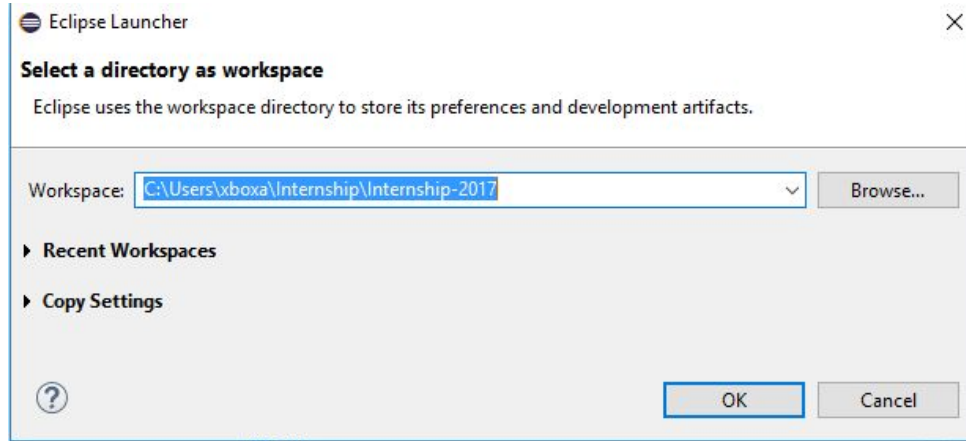 Eclipse Launcher
Select a directory as workspace
Eclipse uses the workspace directory to store its preferences and development artifacts.
Workspace: C:\Users\xboxa\Internship\Internship-2017 Browse...
Recent Workspaces
Copy Settings
? OK Cancel